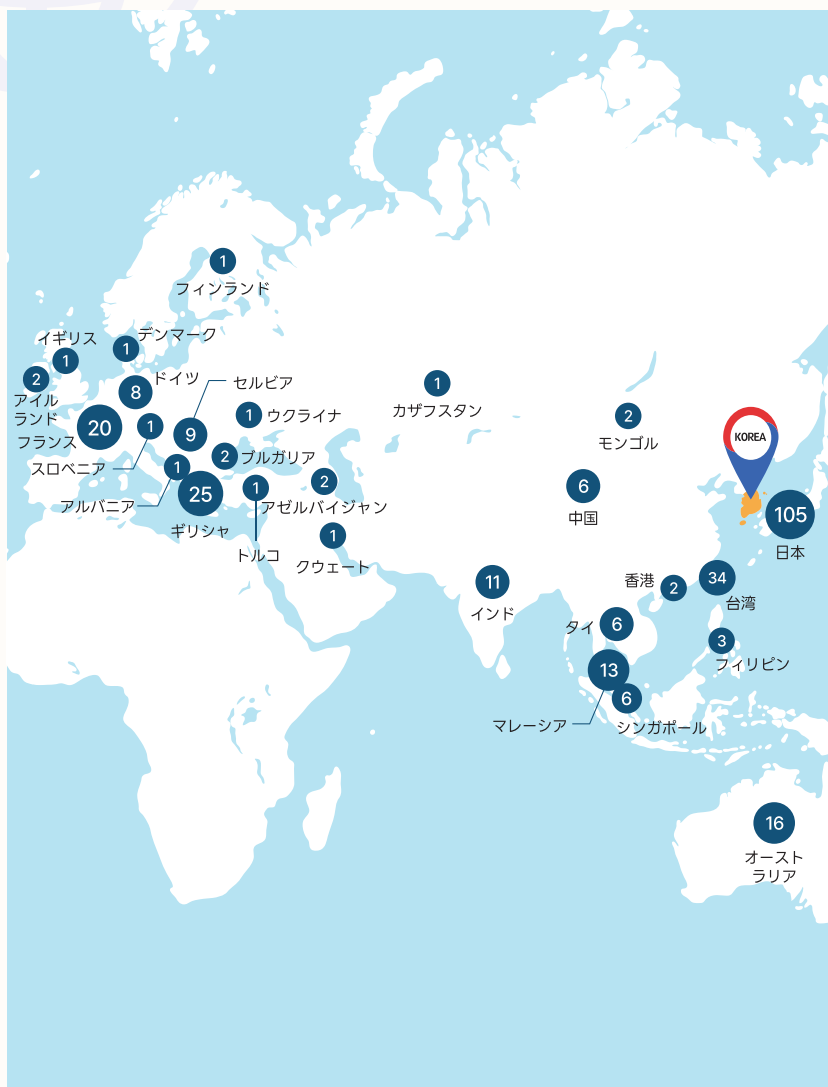 1
フィンランド
イギリス
1
デンマーク
1
2
アイル
ランド
8
ドイツ
セルビア
9
20
フランス
1
スロベニア
1
ウクライナ
2
ブルガリア
1
アルバニア
25
ギリシャ
1
トルコ
2
アゼルバイジャン
1
クウェート
1
カザフスタン
2
モンゴル
KOREA
6
中国
105
日本
11
インド
香港
2
34
台湾
タイ
6
3
フィリピン
13
マレーシア
6
シンガポール
16
オースト
ラリア